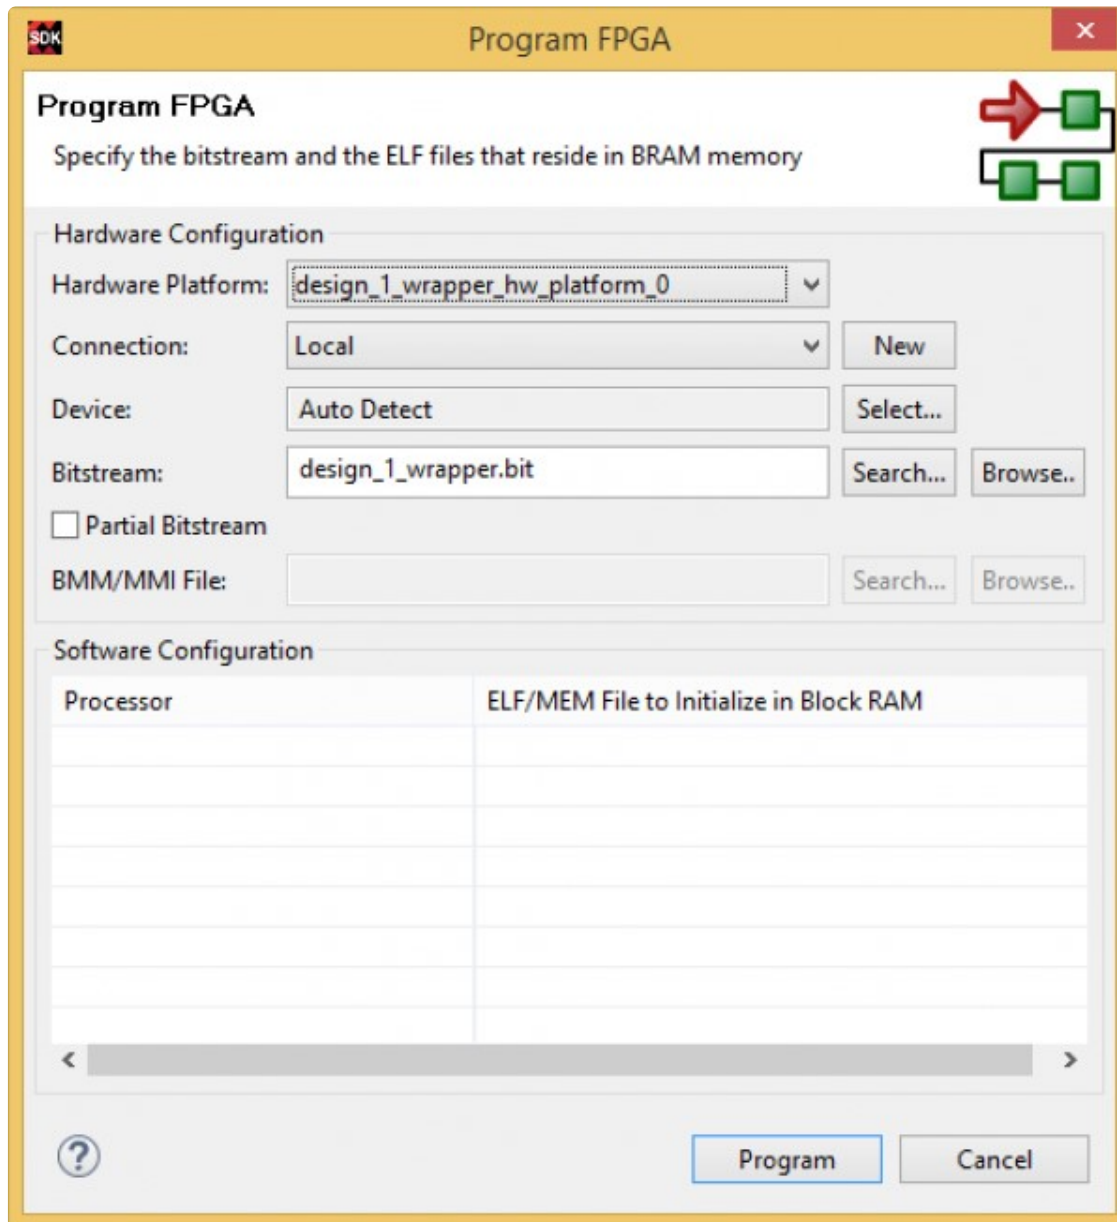 SDK
Program FPGA
Program FPGA
Specify the bitstream and the ELF files that reside in BRAM memory
Hardware Configuration
Hardware Platform: design_1_wrapper_hw_platform_0
Connection: Local New
Device: Auto Detect Select...
Bitstream: design_1_wrapper.bit Search... Browse..
Partial Bitstream
BMM/MMI File: Search... Browse..
Software Configuration
Processor ELF/MEM File to Initialize in Block RAM
? Program Cancel